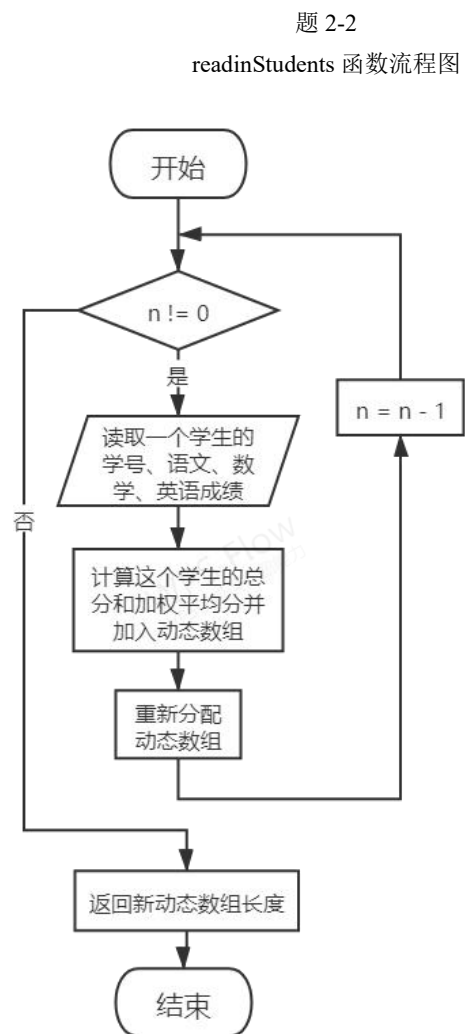 题 2-2
readinStudents 函数流程图
开始
n != 0
是
n = n - 1
读取一个学生的
学号、语文、数
学、英语成绩
否
计算这个学生的总
分和加权平均分并
加入动态数组
重新分配
动态数组
返回新动态数组长度
结束